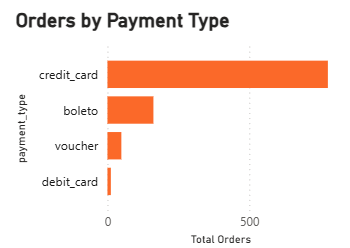 Orders by Payment Type
payment_type
credit_card
boleto
voucher
debit_card
0 500
Total Orders